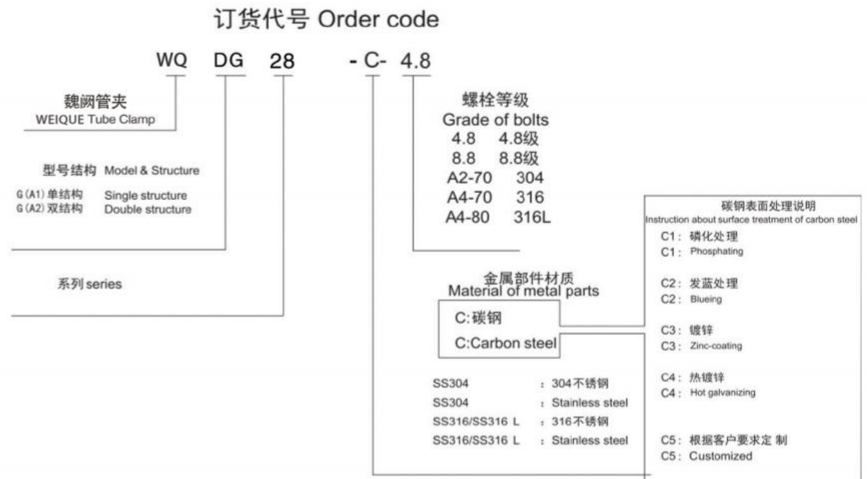 订货代号 Order code
WQ DG 28 - C- 4.8
魏阙管夹
WEIQUE Tube Clamp
型号结构 Model & Structure
G(A1)单结构 Single structure
G(A2)双结构 Double structure
系列 series
螺栓等级
Grade of bolts
4.8 4.8级
8.8 8.8级
A2-70 304
A4-70 316
A4-80 316L
金属部件材质
Material of metal parts
C:碳钢
C:Carbon steel
SS304 : 304不锈钢
SS304 : Stainless steel
SS316/SS316 L : 316不锈钢
SS316/SS316 L : Stainless steel
碳钢表面处理说明
Instruction about surface treatment of carbon steel
C1: 磷化处理
C1: Phosphating
C2: 发蓝处理
C2: Blueing
C3: 镀锌
C3: Zinc-coating
C4: 热镀锌
C4: Hot galvanizing
C5: 根据客户要求定 制
C5: Customized